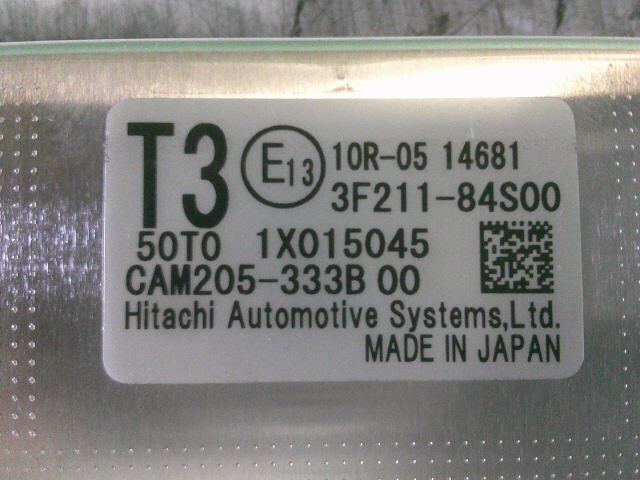 T3 E13 10R-05 14681
3F211-84S00
50T0 1X015045
CAM205-333B 00
Hitachi Automotive Systems,Ltd.
MADE IN JAPAN